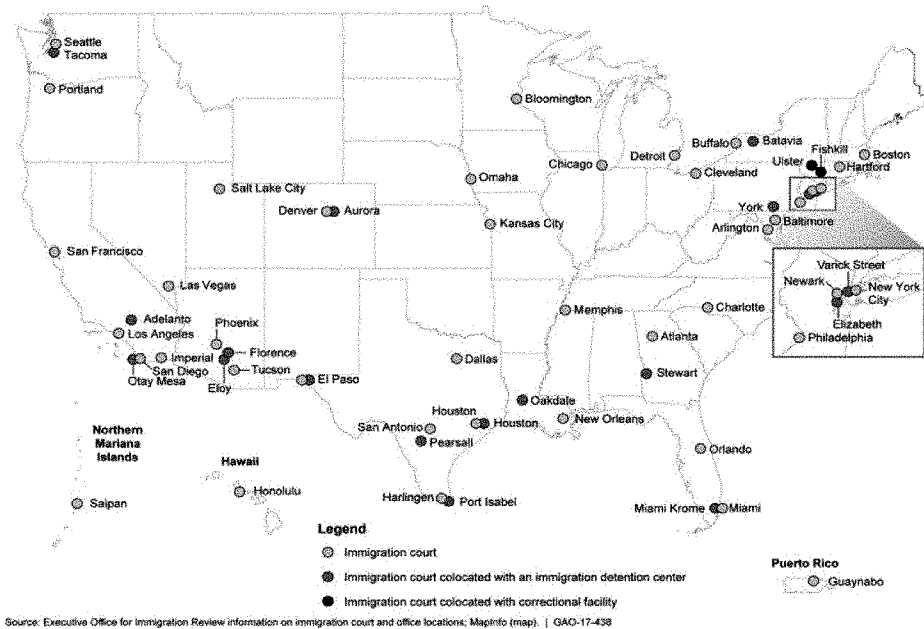 Seattle
Tacoma
Portland
Bloomington
Buffalo
Batavia
Fishkill
Ulster
Boston
Hartford
Detroit
Chicago
Cleveland
Omaha
Salt Lake City
Denver
Aurora
Kansas City
York
Baltimore
Arlington
San Francisco
Las Vegas
Varick Street
Newark
New York
City
Elizabeth
Philadelphia
Memphis
Charlotte
Adelanto
Los Angeles
Phoenix
Atlanta
Imperial
Florence
San Diego
Otay Mesa
Tucson
Eloy
El Paso
Dallas
Stewart
Oakdale
Houston
Houston
New Orleans
San Antonio
Pearsall
Orlando
Northern
Mariana
Islands
Saipan
Hawaii
Honolulu
Harlingen
Port Isabel
Miami Krome
Miami
Legend
Immigration court
Immigration court colocated with an immigration detention center
Immigration court colocated with correctional facility
Puerto Rico
Guaynabo
Source: Executive Office for Immigration Review information on immigration court and office locations; MapInfo (map). | GAO-17-438